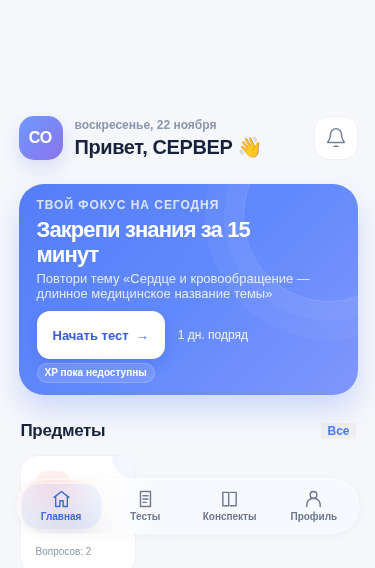 СО
воскресенье, 22 ноября
Привет, СЕРВЕР 👋
ТВОЙ ФОКУС НА СЕГОДНЯ
Закрепи знания за 15
минут
Повтори тему «Сердце и кровообращение —
длинное медицинское название темы»
Начать тест →
1 дн. подряд
XP пока недоступны
Предметы
Все
Вопросов: 2
Главная
Тесты
Конспекты
Профиль